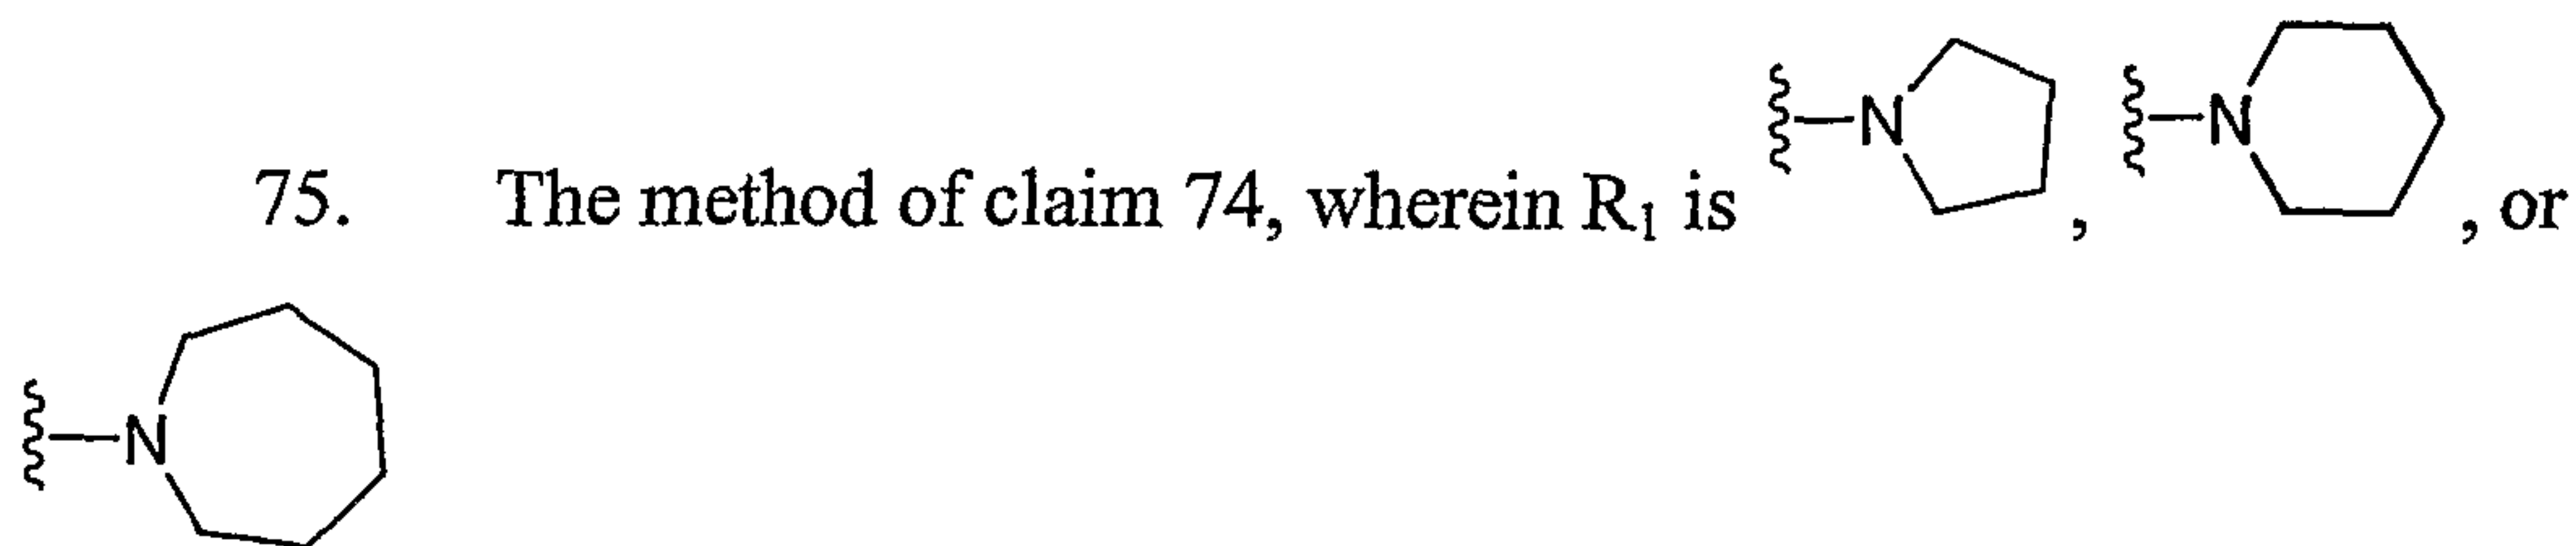 75. The method of claim 74, wherein R₁ is N, N, or
N